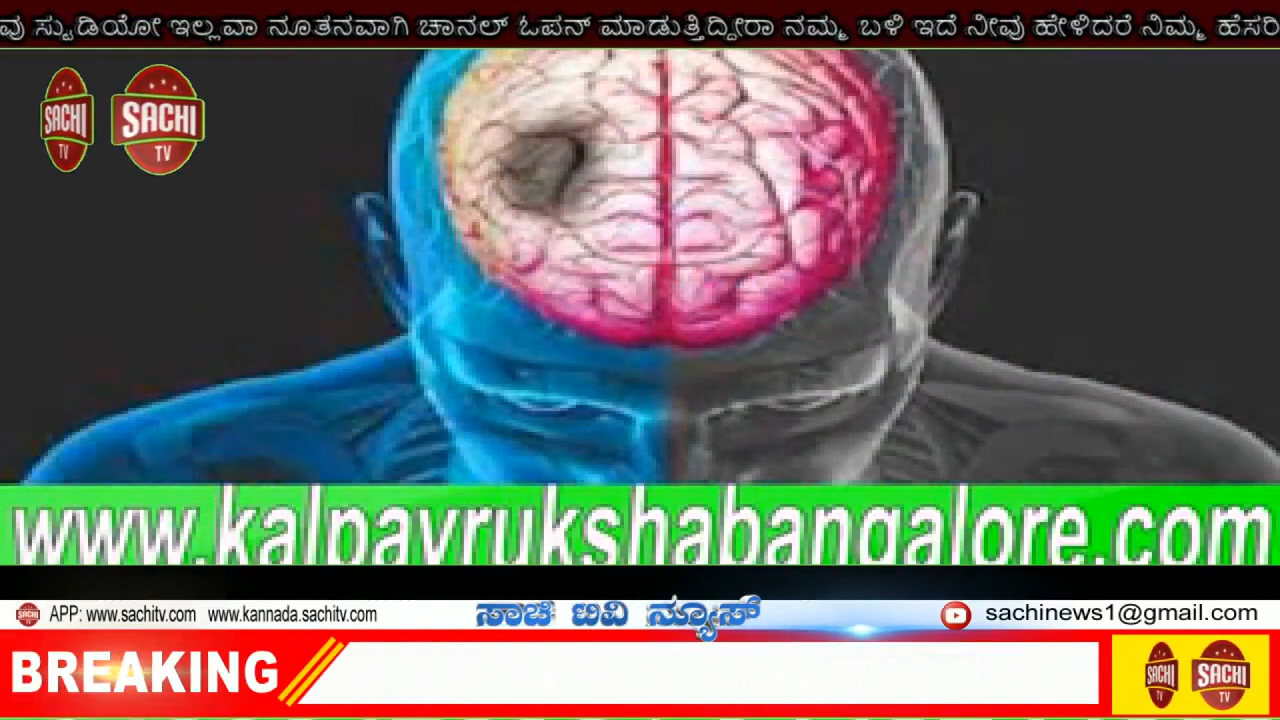 ವು ಸ್ಟುಡಿಯೋ ಇಲ್ಲವಾ ನೂತನವಾಗಿ ಚಾನಲ್ ಓಪನ್ ಮಾಡುತ್ತಿದ್ದೀರಾ ನಮ್ಮ ಬಳಿ ಇದೆ ನೀವು ಹೇಳಿದರೆ ನಿಮ್ಮ ಹೆಸರಿ
SACHI TV SACHI TV
www.kalpavrukshabangalore.com
SACHI APP: www.sachitv.com www.kannada.sachitv.com ಸಾಚಿ ಟಿವಿ ನ್ಯೂಸ್ sachinews1@gmail.com
BREAKING SACHI TV SACHI TV